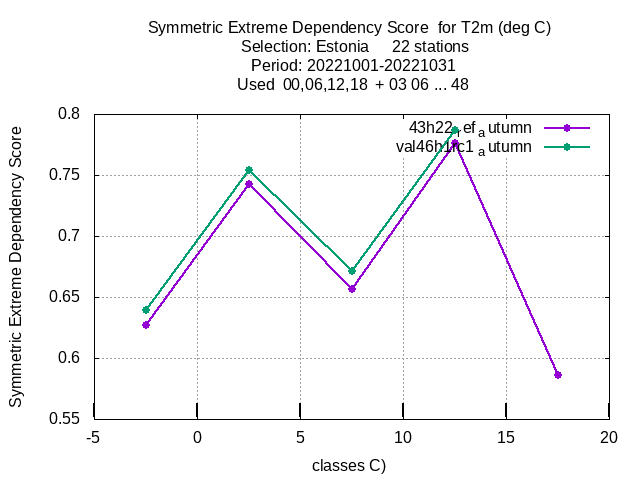 Symmetric Extreme Dependency Score  for T2m (deg C)
Selection: Estonia     22 stations
Period: 20221001-20221031
Used  00,06,12,18  + 03 06 ... 48
43h22_ref_autumn
val46h1rc1_autumn
0.8
0.75
0.7
0.65
0.6
0.55
Symmetric Extreme Dependency Score
-5 0 5 10 15 20
classes C)